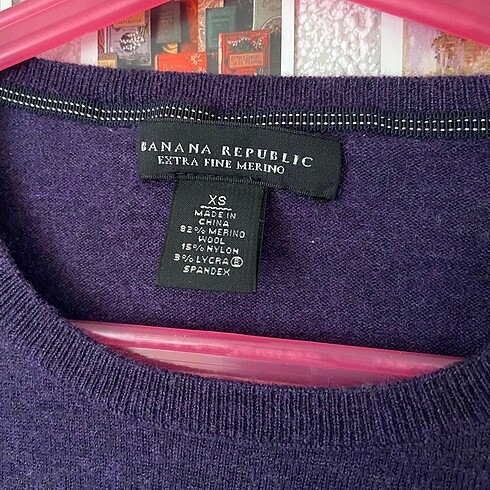 BANANA REPUBLIC
EXTRA FINE MERINO
XS
MADE IN
CHINA
82% MERINO
WOOL
15% NYLON
3% LYCRA ®
SPANDEX